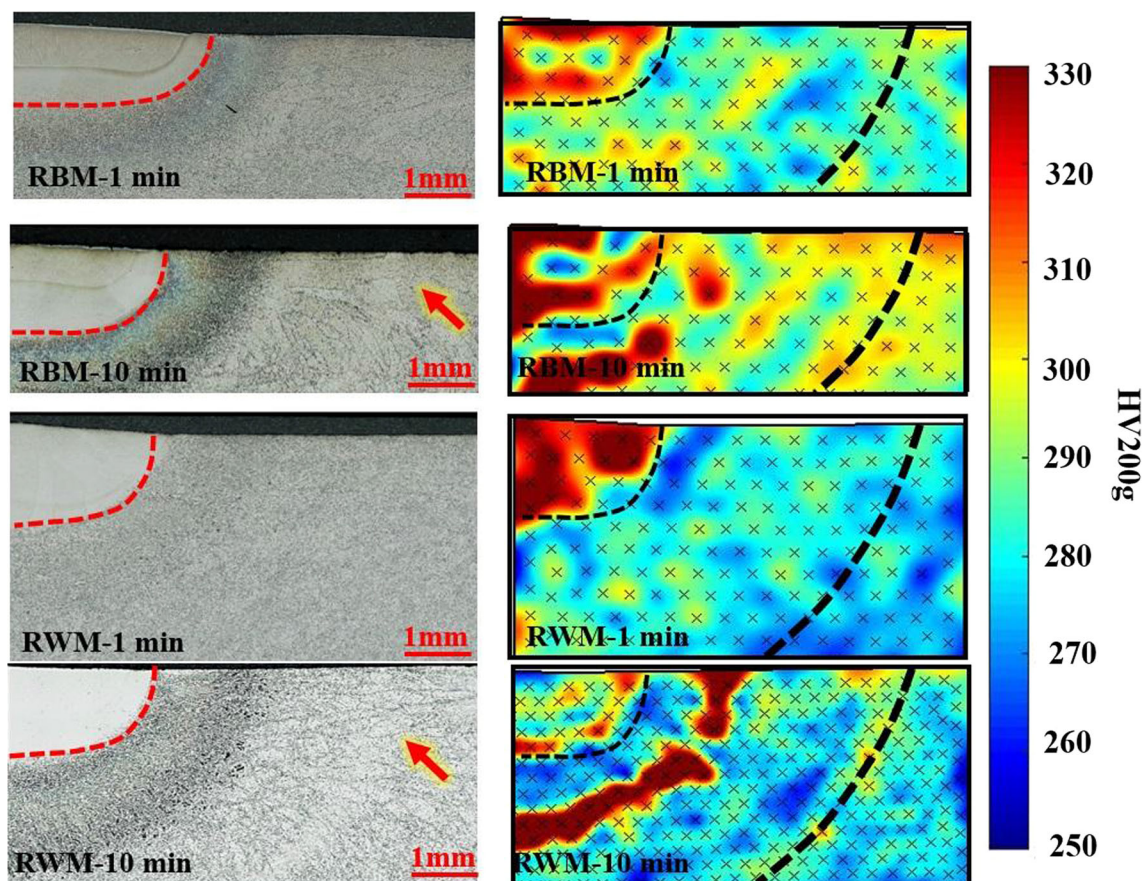 RBM-1 min
1mm
RBM-1 min
RBM-10 min
1mm
RBM-10 min
RWM-1 min
1mm
RWM-1 min
RWM-10 min
1mm
RWM-10 min
330
320
310
300
290
280
270
260
250
HV200g